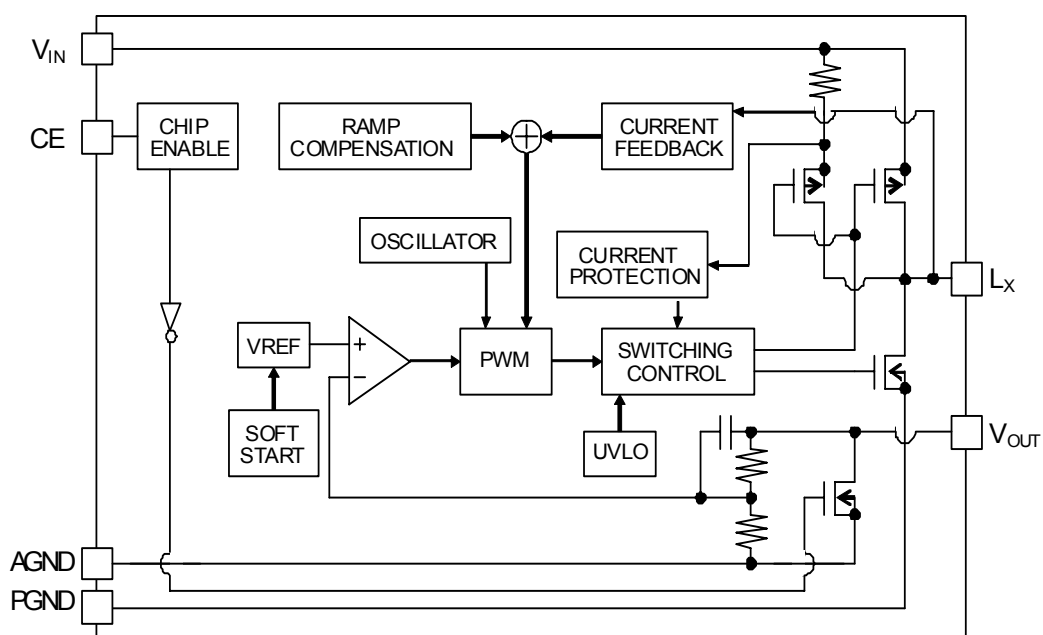 VIN
CE
CHIP
ENABLE
RAMP
COMPENSATION
+
CURRENT
FEEDBACK
OSCILLATOR
CURRENT
PROTECTION
LX
VREF
+
−
PWM
SWITCHING
CONTROL
SOFT
START
UVLO
VOUT
AGND
PGND